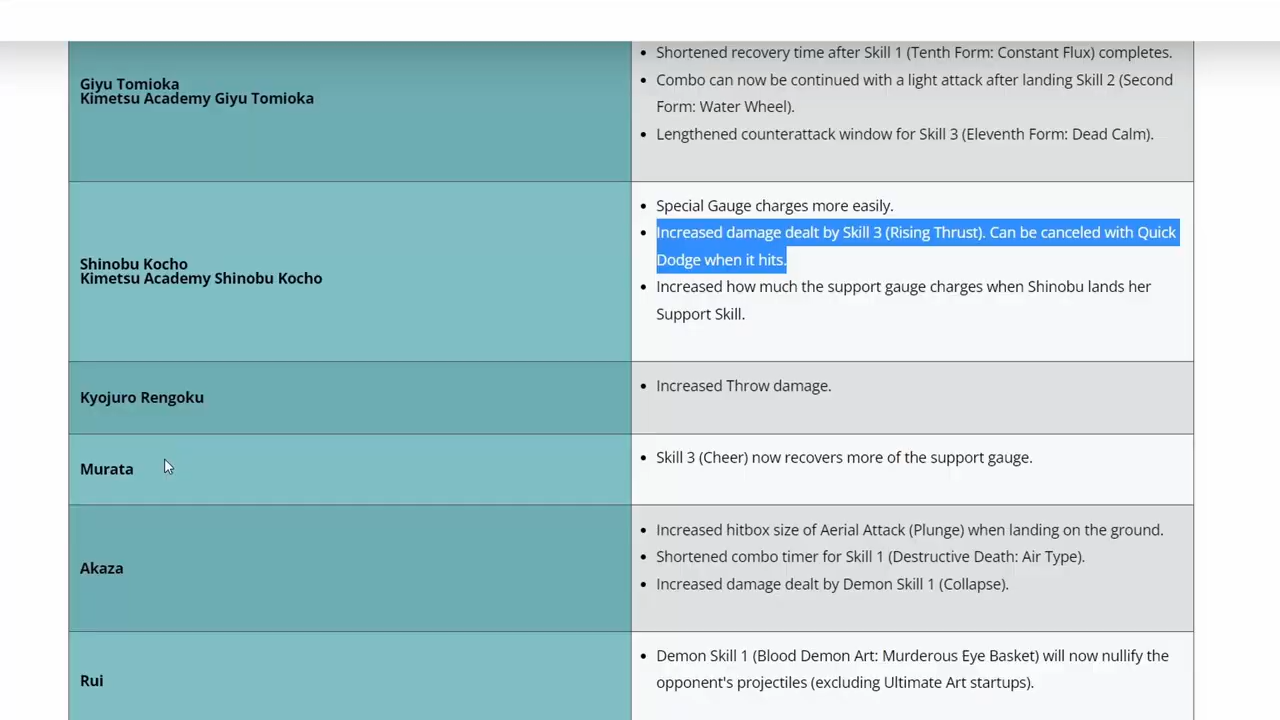 Giyu Tomioka
Kimetsu Academy Giyu Tomioka
Shortened recovery time after Skill 1 (Tenth Form: Constant Flux) completes.
Combo can now be continued with a light attack after landing Skill 2 (Second
Form: Water Wheel).
Lengthened counterattack window for Skill 3 (Eleventh Form: Dead Calm).
Shinobu Kocho
Kimetsu Academy Shinobu Kocho
Special Gauge charges more easily.
Increased damage dealt by Skill 3 (Rising Thrust). Can be canceled with Quick
Dodge when it hits.
Increased how much the support gauge charges when Shinobu lands her
Support Skill.
Kyojuro Rengoku
Increased Throw damage.
Murata
Skill 3 (Cheer) now recovers more of the support gauge.
Akaza
Increased hitbox size of Aerial Attack (Plunge) when landing on the ground.
Shortened combo timer for Skill 1 (Destructive Death: Air Type).
Increased damage dealt by Demon Skill 1 (Collapse).
Rui
Demon Skill 1 (Blood Demon Art: Murderous Eye Basket) will now nullify the
opponent's projectiles (excluding Ultimate Art startups).